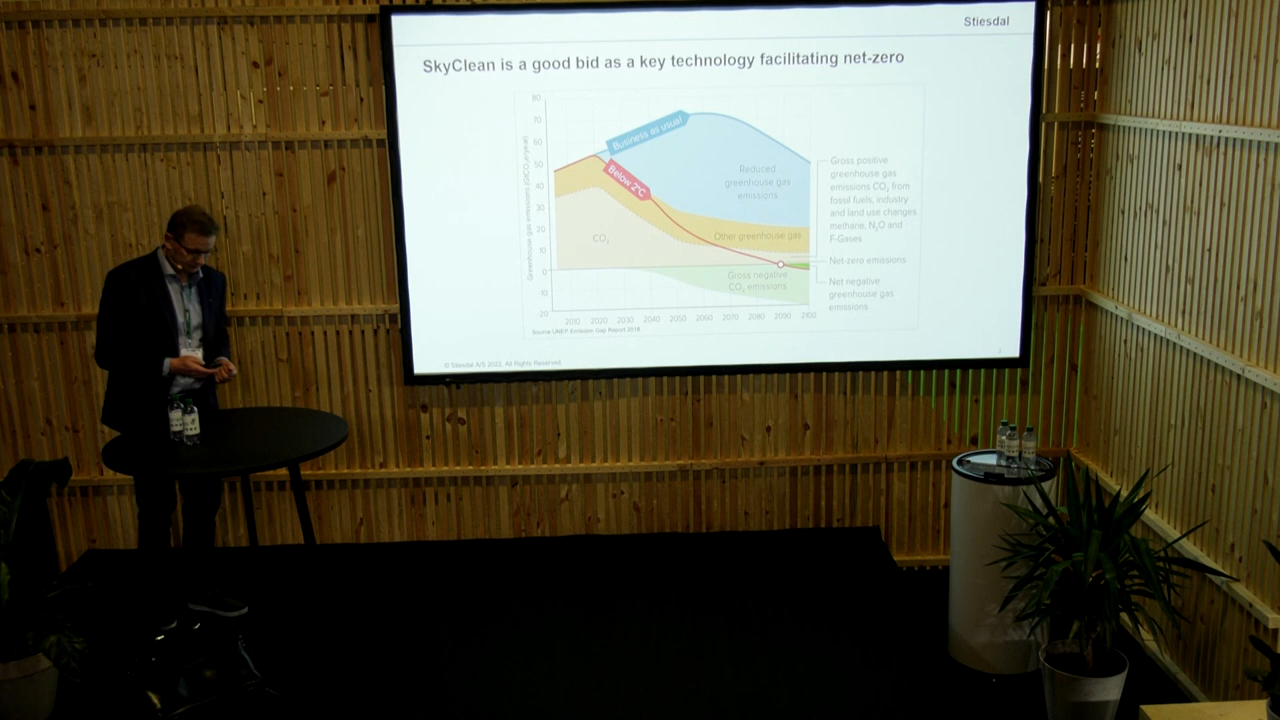 Stiesdal
SkyClean is a good bid as a key technology facilitating net-zero
Greenhouse gas emissions (GtCO₂e/year)
80
70
60
50
40
30
20
10
0
10
20
Business as usual
Below 2°C
Reduced
greenhouse gas
emissions
Other greenhouse gas
CO₂
Gross negative
CO₂ emissions
Gross positive
greenhouse gas
emissions CO₂ from
fossil fuels, industry
and land use changes
methane, N₂O and
F-Gases
Net-zero emissions
Net negative
greenhouse gas
emissions
2010 2020 2030 2040 2050 2060 2070 2080 2090 2100
Source UNEP Emission Gap Report 2018
© Stiesdal A/S 2022, All Rights Reserved